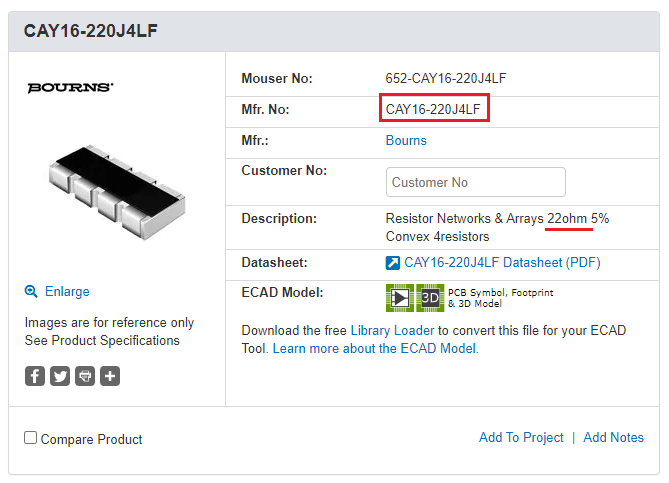 CAY16-220J4LF
BOURNS®
Mouser No: 652-CAY16-220J4LF
Mfr. No: CAY16-220J4LF
Mfr.: Bourns
Customer No: Customer No
Description: Resistor Networks & Arrays 22ohm 5%
Convex 4resistors
Datasheet: CAY16-220J4LF Datasheet (PDF)
Enlarge
ECAD Model: 3D PCB Symbol, Footprint
& 3D Model
Images are for reference only
See Product Specifications
Download the free Library Loader to convert this file for your ECAD
Tool. Learn more about the ECAD Model.
Compare Product
Add To Project | Add Notes